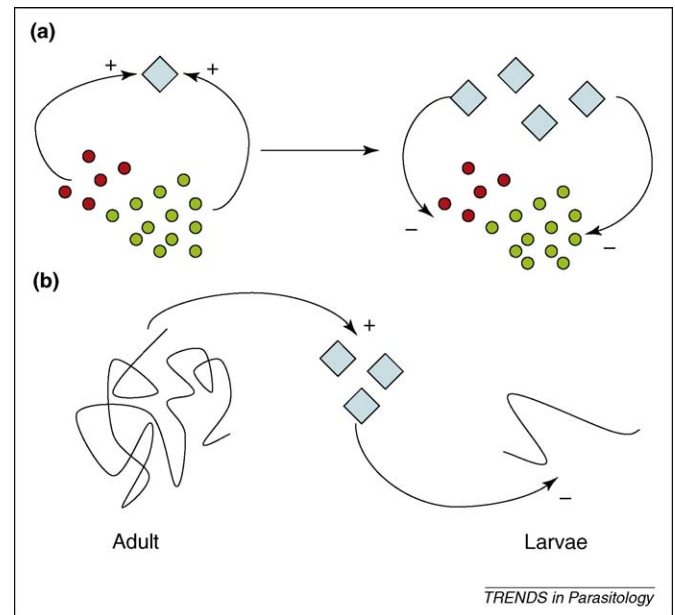 (a)
+
+
−
−
(b)
+
−
Adult
Larvae
TRENDS in Parasitology